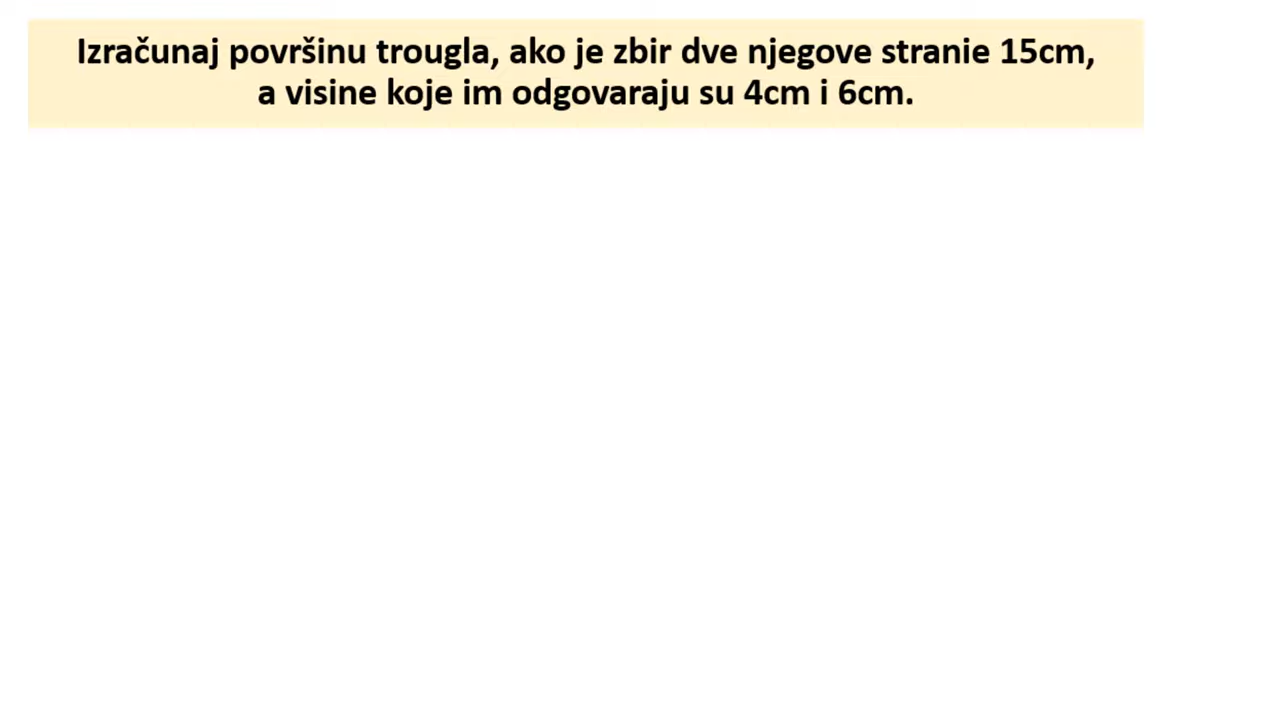 Izračunaj površinu trougla, ako je zbir dve njegove stranie 15cm,
a visine koje im odgovaraju su 4cm i 6cm.